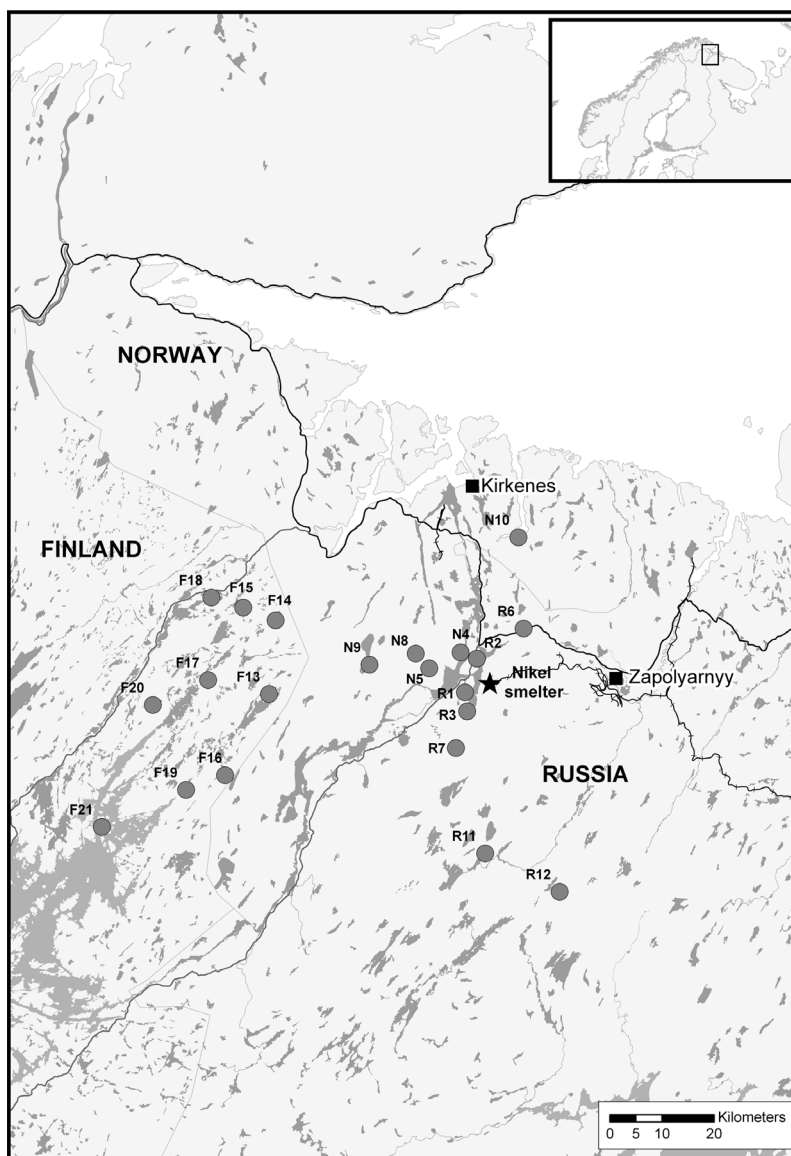 NORWAY
Kirkenes
N10
FINLAND
F18
F15
F14
R6
N9
N8
N4
R2
N5
Nikel
smelter
Zapolyarnyy
F17
F13
F20
R1
R3
R7
RUSSIA
F19
F16
F21
R11
R12
Kilometers
0 5 10 20